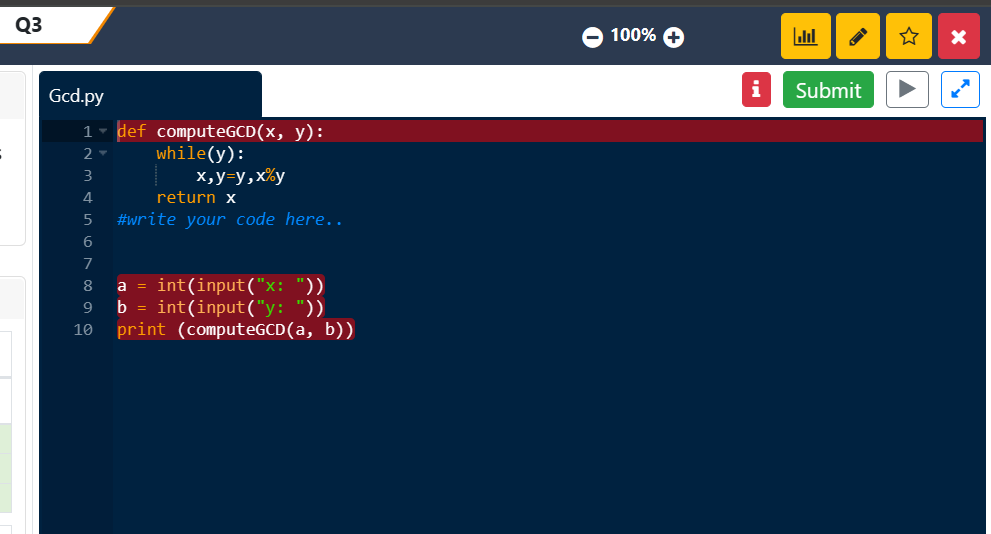 Q3
100%
Gcd.py
Submit
1 def computeGCD(x, y):
2     while(y):
3         x,y=y,x%y
4     return x
5 #write your code here..
6
7
8 a = int(input("x: "))
9 b = int(input("y: "))
10 print (computeGCD(a, b))